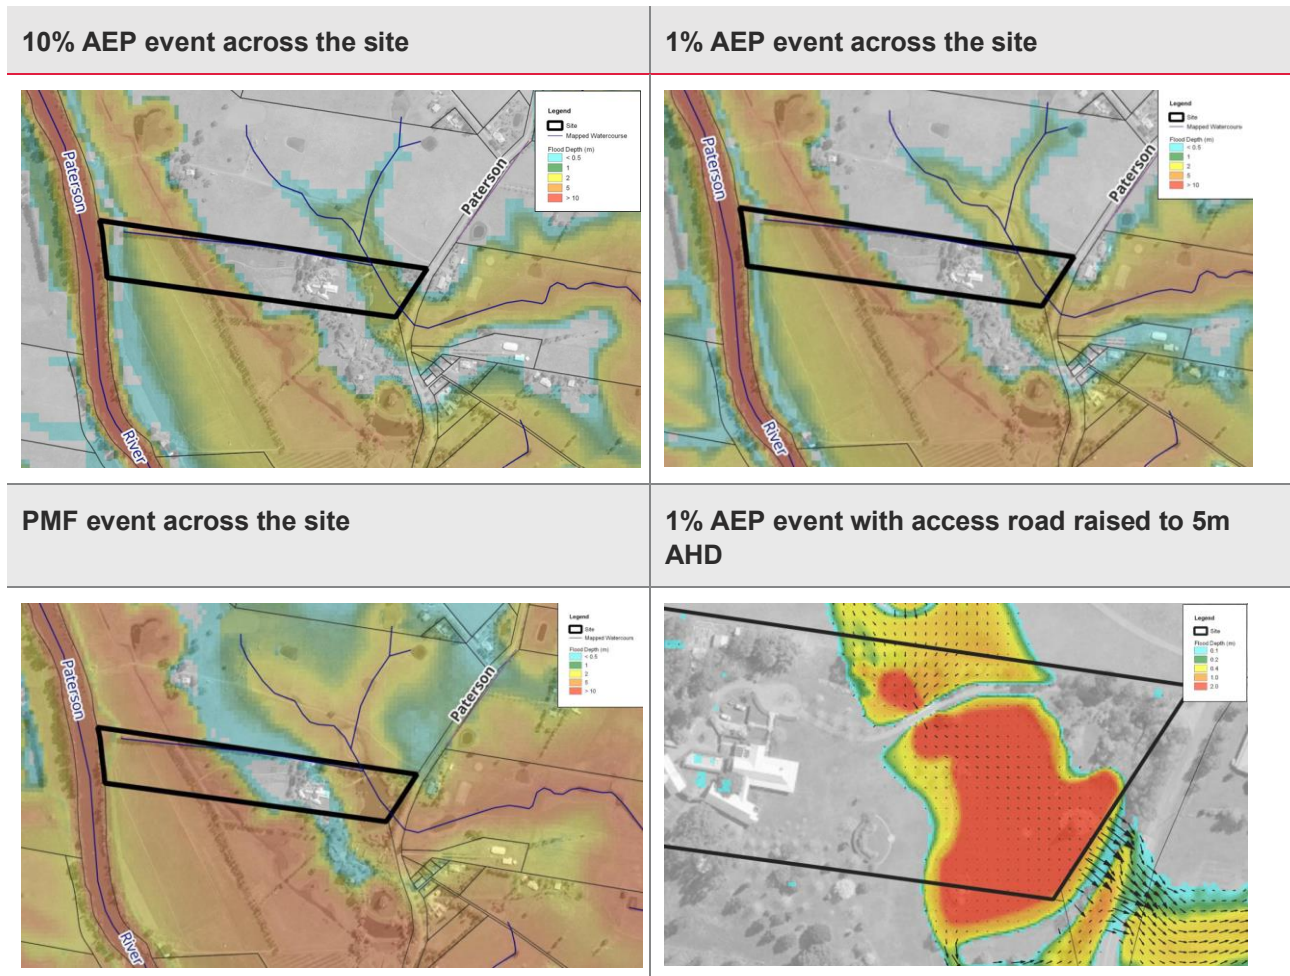 10% AEP event across the site
1% AEP event across the site
Legend
Site
Mapped Watercourse
Flood Depth (m)
< 0.5
1
2
5
> 10
Paterson
Paterson
River
Legend
Site
Mapped Watercourse
Flood Depth (m)
< 0.5
1
2
5
> 10
Paterson
Paterson
River
PMF event across the site
1% AEP event with access road raised to 5m
AHD
Legend
Site
Mapped Watercours
Flood Depth (m)
< 0.5
1
2
5
> 10
Paterson
Paterson
River
Legend
Site
Flood Depth (m)
0.1
0.2
0.4
1.0
2.0